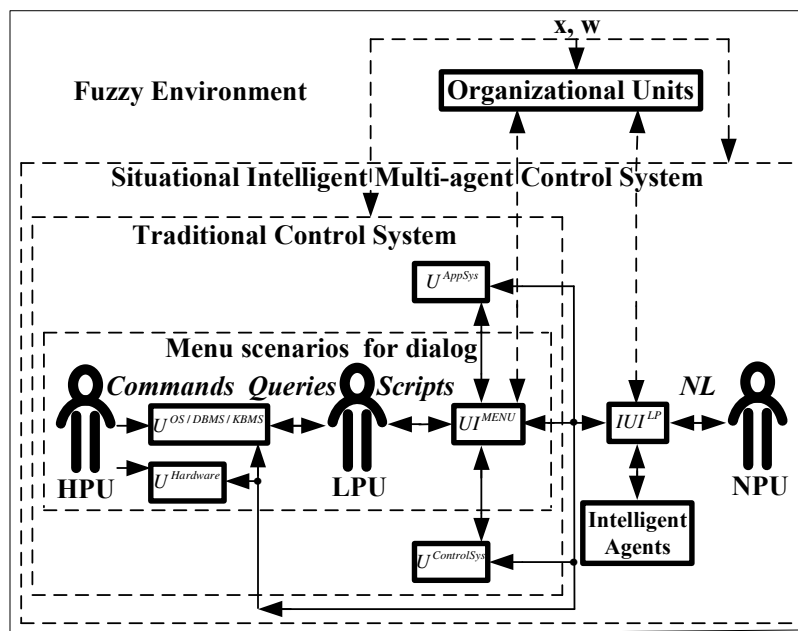 x, w
Fuzzy Environment
Organizational Units
Situational Intelligent Multi-agent Control System
Traditional Control System
U^AppSys
Menu scenarios for dialog
Commands Queries Scripts
NL
U^OS / DBMS / KBMS
UI^MENU
IUI^LP
U^Hardware
HPU
LPU
NPU
Intelligent
Agents
U^ControlSys